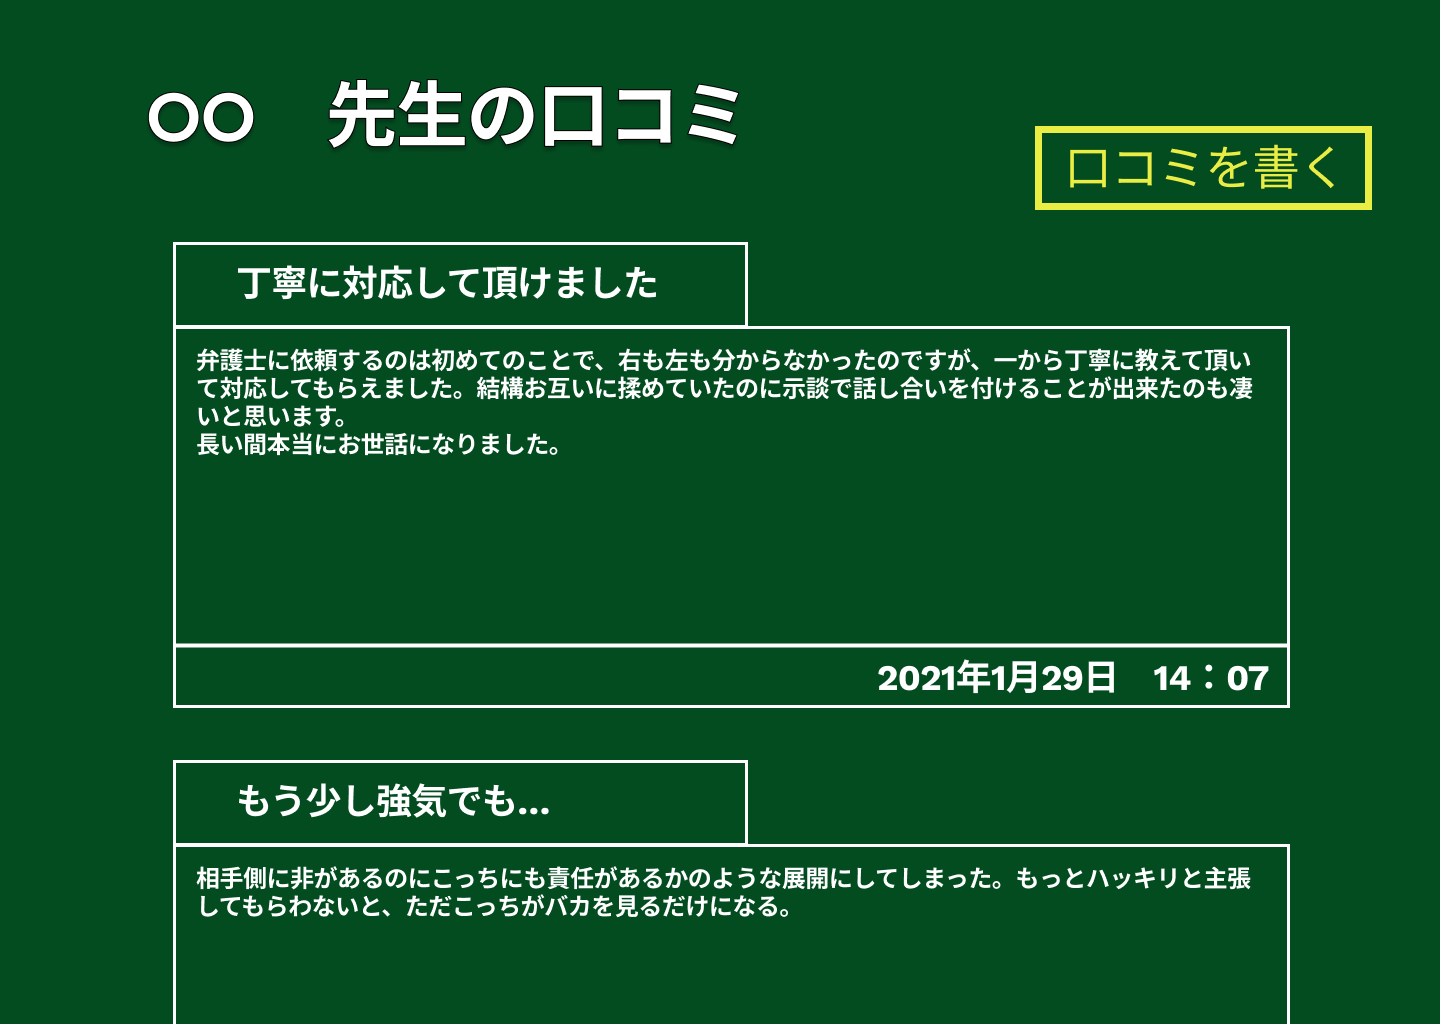 ○○　先生の口コミ
口コミを書く
丁寧に対応して頂けました
弁護士に依頼するのは初めてのことで、右も左も分からなかったのですが、一から丁寧に教えて頂い
て対応してもらえました。結構お互いに揉めていたのに示談で話し合いを付けることが出来たのも凄
いと思います。
長い間本当にお世話になりました。
2021年1月29日　14：07
もう少し強気でも...
相手側に非があるのにこっちにも責任があるかのような展開にしてしまった。もっとハッキリと主張
してもらわないと、ただこっちがバカを見るだけになる。